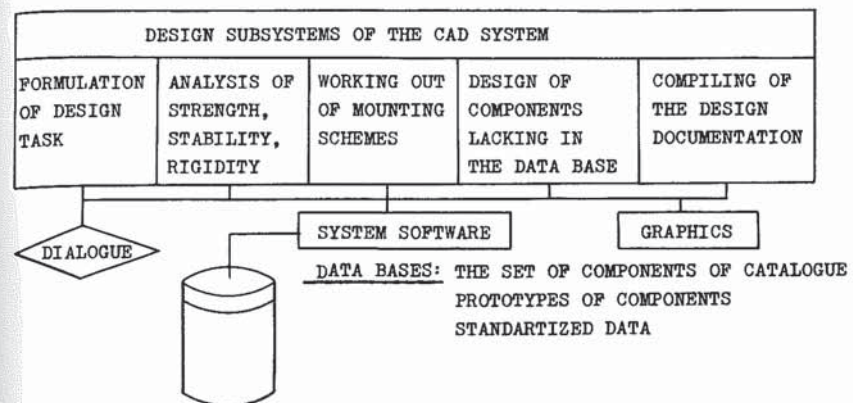 DESIGN SUBSYSTEMS OF THE CAD SYSTEM
FORMULATION
OF DESIGN
TASK
ANALYSIS OF
STRENGTH,
STABILITY,
RIGIDITY
WORKING OUT
OF MOUNTING
SCHEMES
DESIGN OF
COMPONENTS
LACKING IN
THE DATA BASE
COMPILING OF
THE DESIGN
DOCUMENTATION
DIALOGUE
SYSTEM SOFTWARE
GRAPHICS
DATA BASES: THE SET OF COMPONENTS OF CATALOGUE
PROTOTYPES OF COMPONENTS
STANDARTIZED DATA